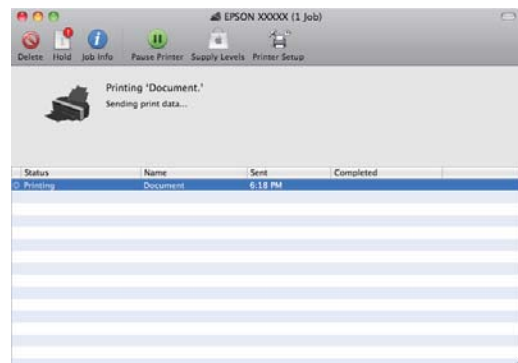 EPSON XXXXX (1 Job)
Delete Hold Job Info Pause Printer Supply Levels Printer Setup
Printing 'Document.'
Sending print data...
Status Name Sent Completed
Printing Document 6:18 PM